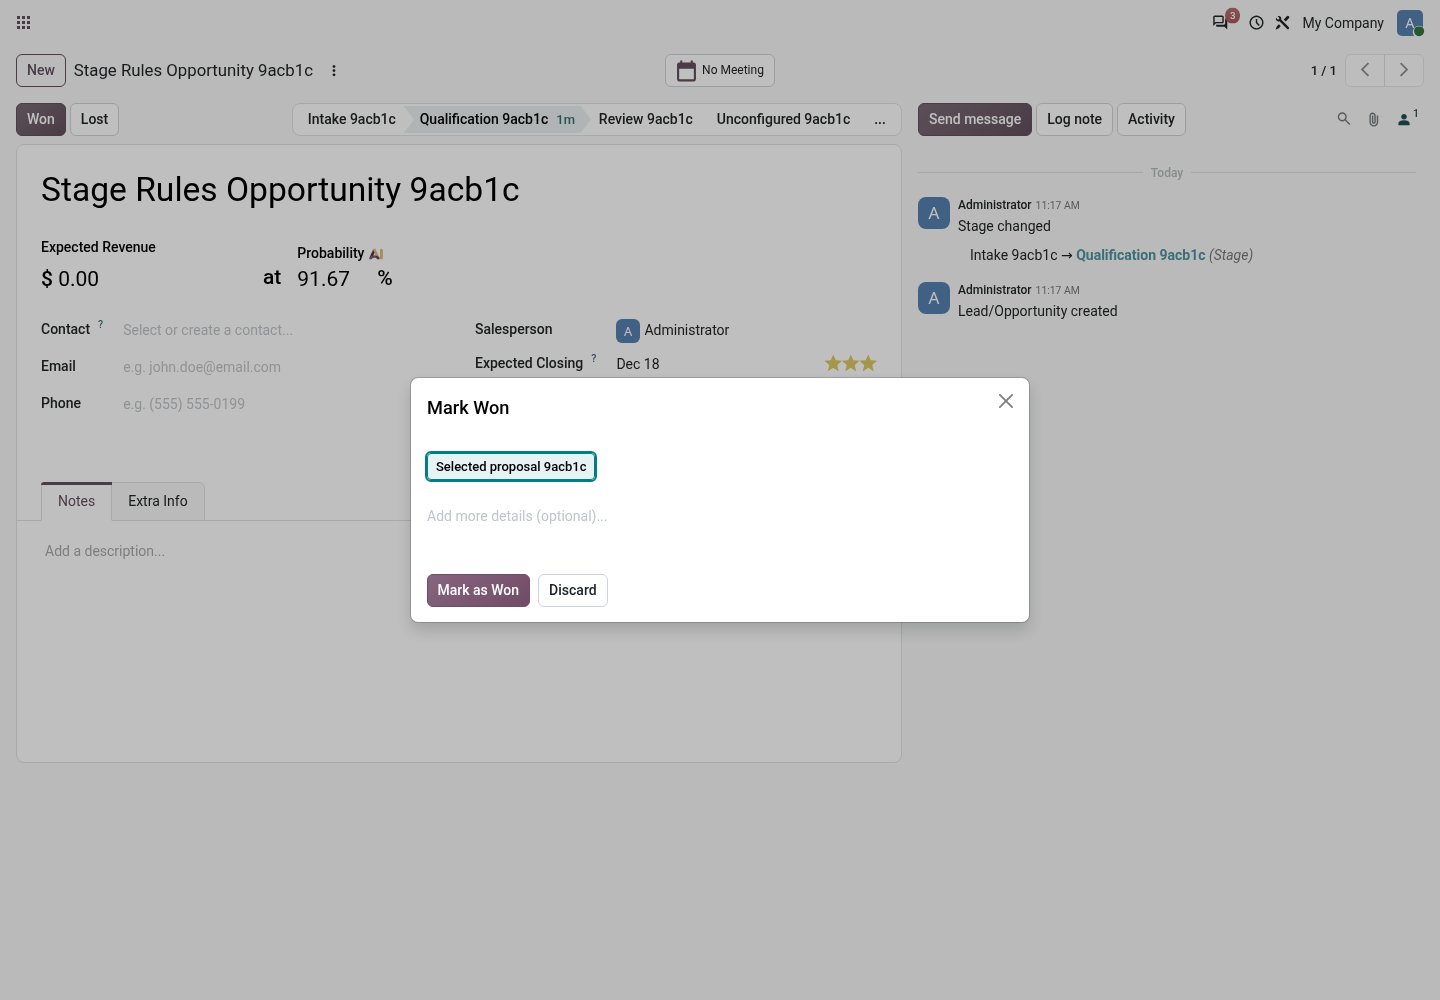 3
My Company
A
New
Stage Rules Opportunity 9acb1c
No Meeting
1 / 1
Won
Lost
Intake 9acb1c
Qualification 9acb1c 1m
Review 9acb1c
Unconfigured 9acb1c
...
Send message
Log note
Activity
1
Stage Rules Opportunity 9acb1c
Expected Revenue
Probability AI
$ 0.00
at
91.67 %
Contact ?
Select or create a contact...
Salesperson
A
Administrator
Email
e.g. john.doe@email.com
Expected Closing ?
Dec 18
Phone
e.g. (555) 555-0199
Notes
Extra Info
Add a description...
Today
A
Administrator 11:17 AM
Stage changed
Intake 9acb1c → Qualification 9acb1c (Stage)
A
Administrator 11:17 AM
Lead/Opportunity created
Mark Won
Selected proposal 9acb1c
Add more details (optional)...
Mark as Won
Discard